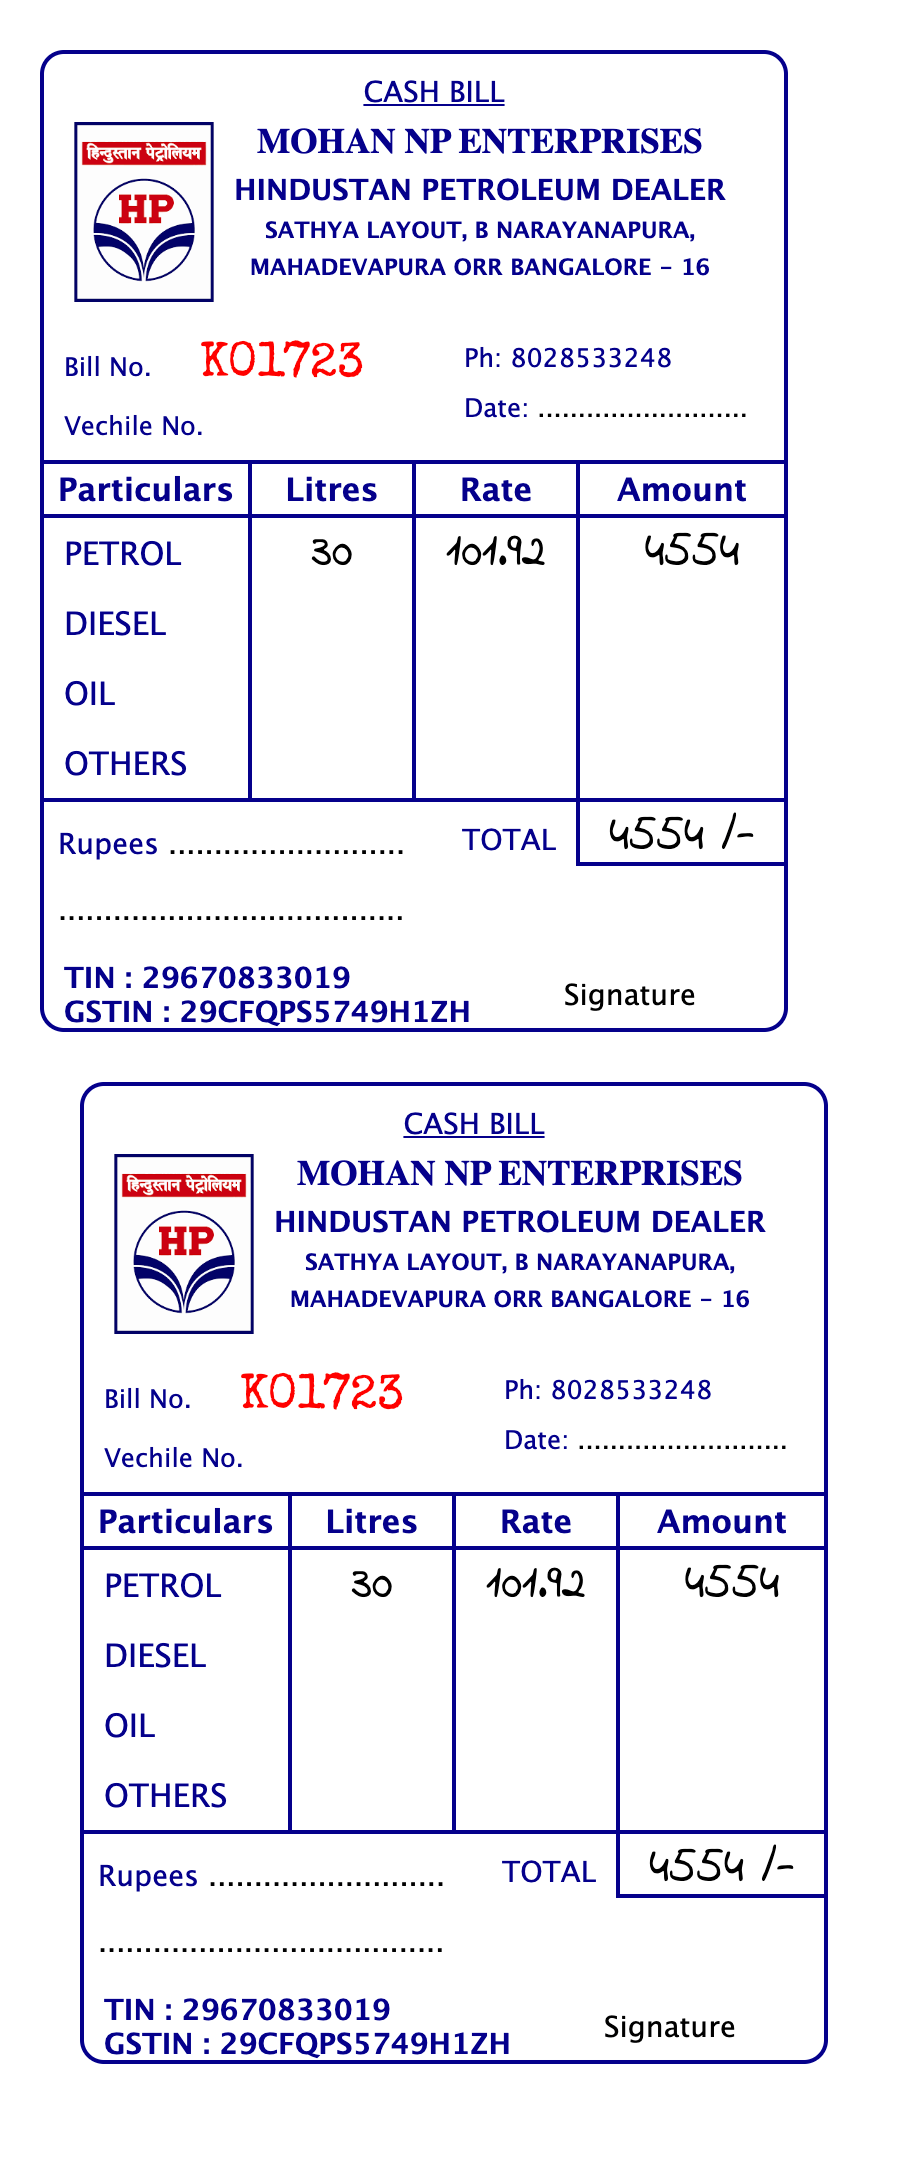 CASH BILL
हिन्दुस्तान पेट्रोलियम
HP
MOHAN NP ENTERPRISES
HINDUSTAN PETROLEUM DEALER
SATHYA LAYOUT, B NARAYANAPURA,
MAHADEVAPURA ORR BANGALORE - 16
Bill No. K01723 Ph: 8028533248
Vechile No. Date: ..........................
Particulars Litres Rate Amount
PETROL 30 101.92 4554
DIESEL
OIL
OTHERS
Rupees .......................... TOTAL 4554 /-
......................................
TIN : 29670833019
GSTIN : 29CFQPS5749H1ZH Signature
CASH BILL
हिन्दुस्तान पेट्रोलियम
HP
MOHAN NP ENTERPRISES
HINDUSTAN PETROLEUM DEALER
SATHYA LAYOUT, B NARAYANAPURA,
MAHADEVAPURA ORR BANGALORE - 16
Bill No. K01723 Ph: 8028533248
Vechile No. Date: ..........................
Particulars Litres Rate Amount
PETROL 30 101.92 4554
DIESEL
OIL
OTHERS
Rupees .......................... TOTAL 4554 /-
......................................
TIN : 29670833019
GSTIN : 29CFQPS5749H1ZH Signature